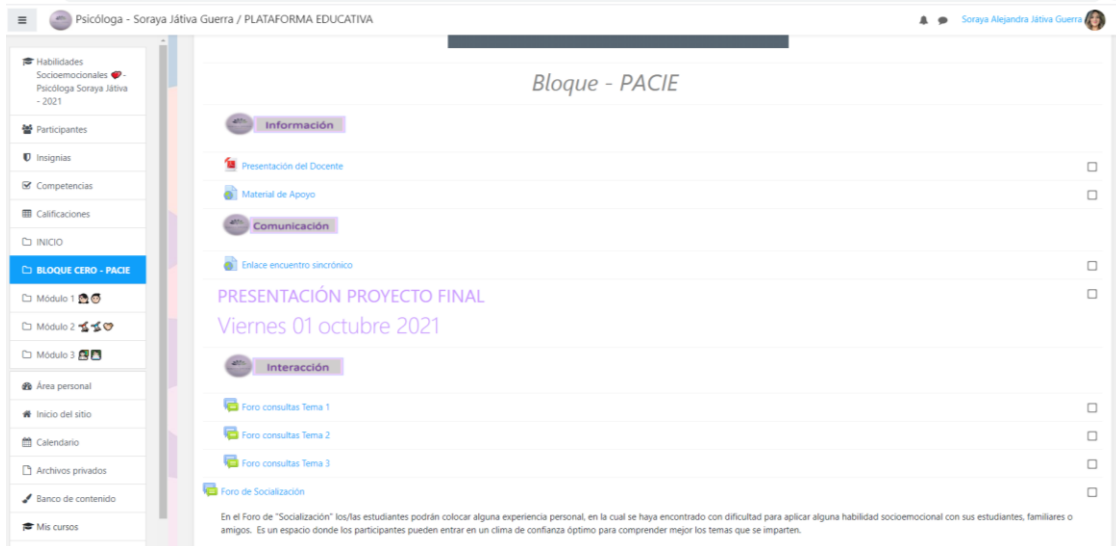 Psicóloga - Soraya Játiva Guerra / PLATAFORMA EDUCATIVA
Soraya Alejandra Játiva Guerra
Habilidades
Socioemocionales -
Psicóloga Soraya Játiva
- 2021
Participantes
Insignias
Competencias
Calificaciones
INICIO
BLOQUE CERO - PACIE
Módulo 1
Módulo 2
Módulo 3
Área personal
Inicio del sitio
Calendario
Archivos privados
Banco de contenido
Mis cursos
Bloque - PACIE
Información
Presentación del Docente
Material de Apoyo
Comunicación
Enlace encuentro sincrónico
PRESENTACIÓN PROYECTO FINAL
Viernes 01 octubre 2021
Interacción
Foro consultas Tema 1
Foro consultas Tema 2
Foro consultas Tema 3
Foro de Socialización
En el Foro de "Socialización" los/las estudiantes podrán colocar alguna experiencia personal, en la cual se haya encontrado con dificultad para aplicar alguna habilidad socioemocional con sus estudiantes, familiares o
amigos. Es un espacio donde los participantes pueden entrar en un clima de confianza óptimo para comprender mejor los temas que se imparten.